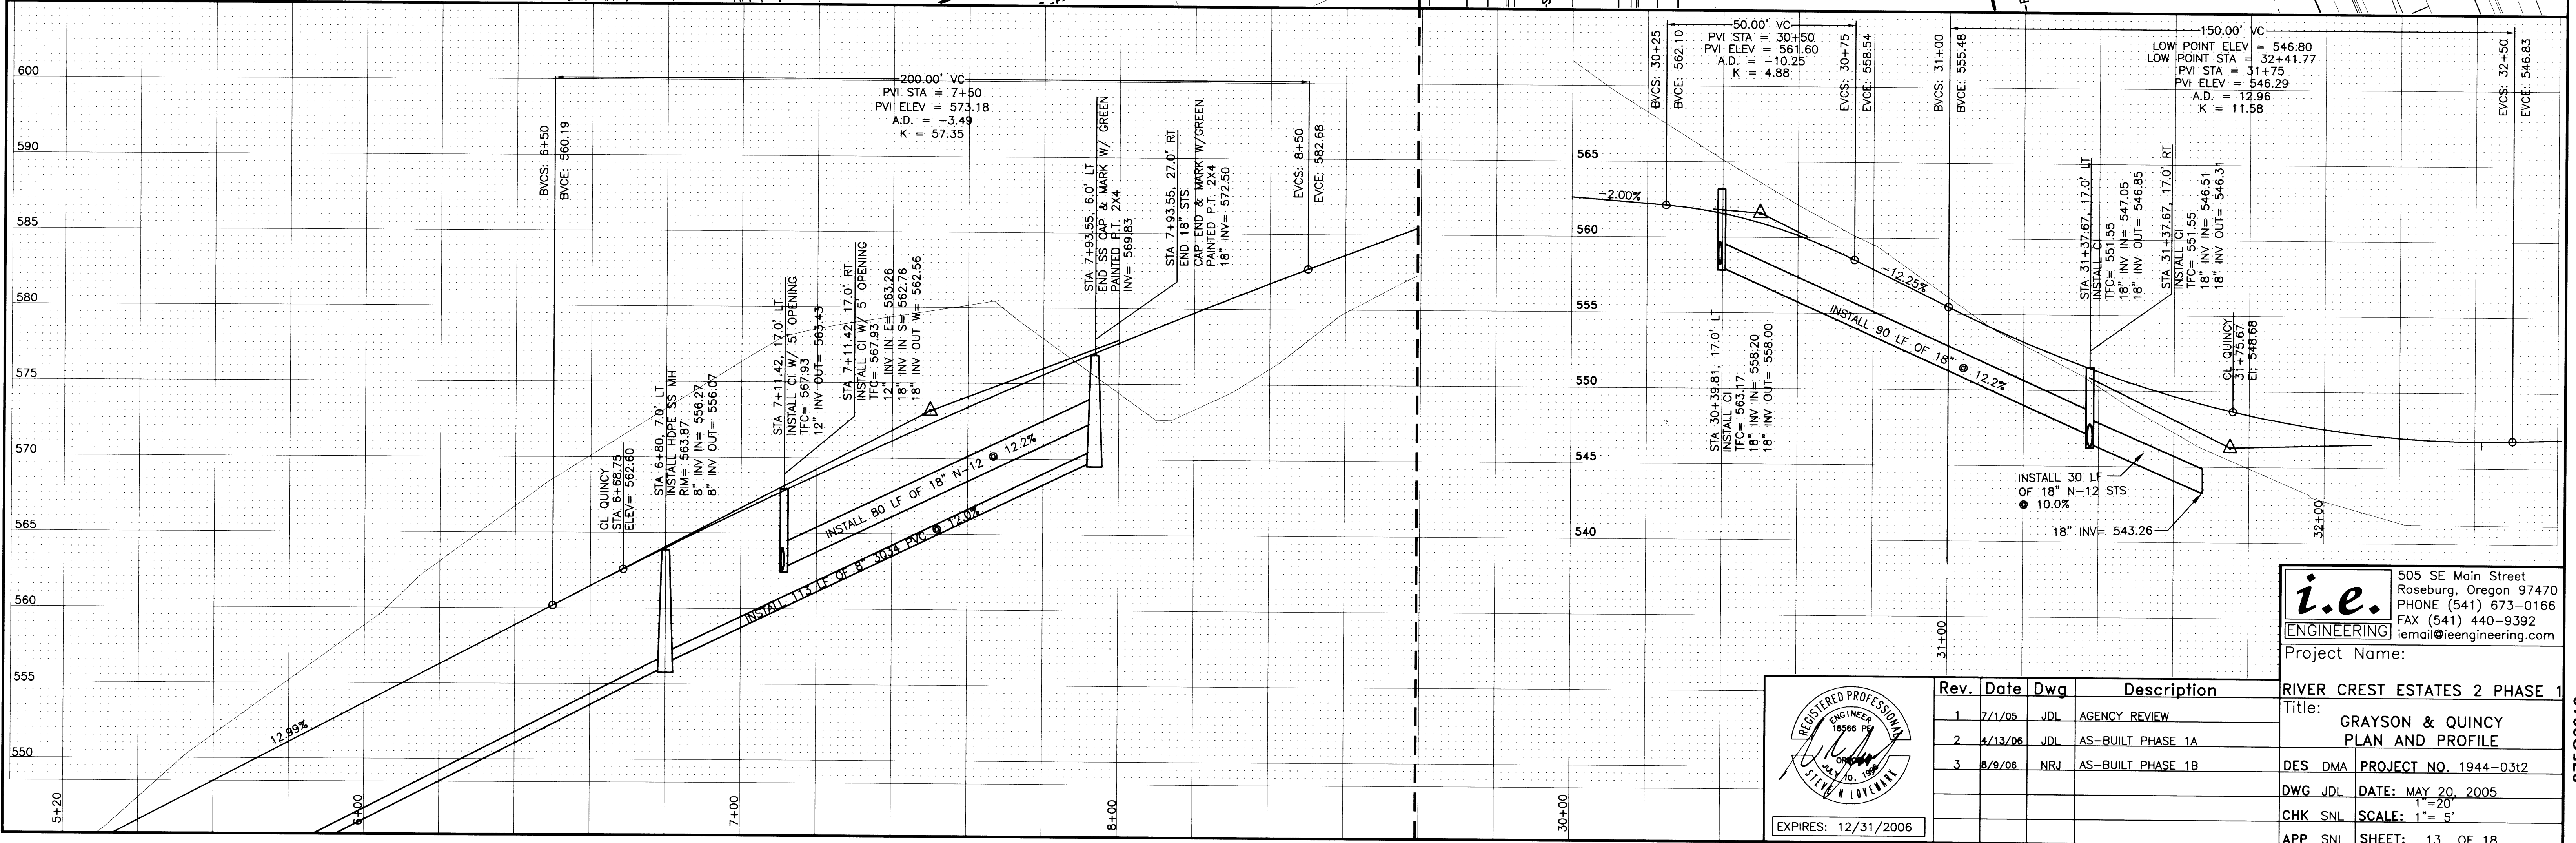 600
590
585
580
575
570
565
560
555
550
5+20
6+00
7+00
8+00
12.99%
BVCS: 6+50
BVCE: 560.19
200.00' VC
PVI STA = 7+50
PVI ELEV = 573.18
A.D. = -3.49
K = 57.35
EVCS: 8+50
EVCE: 582.68
CL QUINCY
STA 6+68.75
ELEV= 562.60
STA 6+80, 7.0' LT
INSTALL HDPE SS MH
RIM= 563.87
8" INV IN= 556.27
8" INV OUT= 556.07
STA 7+11.42, 17.0' LT
INSTALL CI W/ 5' OPENING
TFC= 567.93
12" INV OUT= 563.43
STA 7+11.42, 17.0' RT
INSTALL CI W/ 5' OPENING
TFC= 567.93
12" INV IN E= 563.26
18" INV IN S= 562.76
18" INV OUT W= 562.56
STA 7+93.55, 6.0' LT
END SS CAP & MARK W/ GREEN
PAINTED P.T. 2X4
INV= 569.83
STA 7+93.55, 27.0' RT
END 18" STS
CAP END & MARK W/GREEN
PAINTED P.T. 2X4
18" INV= 572.50
INSTALL 80 LF OF 18" N-12 @ 12.2%
INSTALL 113 LF OF 8" 3034 PVC @ 12.0%
565
560
555
550
545
540
30+00
31+00
32+00
-2.00%
BVCS: 30+25
BVCE: 562.10
50.00' VC
PVI STA = 30+50
PVI ELEV = 561.60
A.D. = -10.25
K = 4.88
EVCS: 30+75
EVCE: 558.54
-12.25%
BVCS: 31+00
BVCE: 555.48
150.00' VC
LOW POINT ELEV = 546.80
LOW POINT STA = 32+41.77
PVI STA = 31+75
PVI ELEV = 546.29
A.D. = 12.96
K = 11.58
EVCS: 32+50
EVCE: 546.83
STA 30+39.81, 17.0' LT
INSTALL CI
TFC= 563.17
18" INV IN= 558.20
18" INV OUT= 558.00
INSTALL 90 LF OF 18" @ 12.2%
STA 31+37.67, 17.0' LT
INSTALL CI
TFC= 551.55
18" INV IN= 547.05
18" INV OUT= 546.85
STA 31+37.67, 17.0' RT
INSTALL CI
TFC= 551.55
18" INV IN= 546.51
18" INV OUT= 546.31
CL QUINCY
31+75.67
El: 548.68
INSTALL 30 LF
OF 18" N-12 STS
@ 10.0%
18" INV= 543.26
REGISTERED PROFESSIONAL
ENGINEER
18566 PE
OREGON
JULY 10, 1996
STEVE N LOVEMARK
EXPIRES: 12/31/2006
Rev. Date Dwg Description
1 7/1/05 JDL AGENCY REVIEW
2 4/13/06 JDL AS-BUILT PHASE 1A
3 8/9/06 NRJ AS-BUILT PHASE 1B
i.e.
ENGINEERING
505 SE Main Street
Roseburg, Oregon 97470
PHONE (541) 673-0166
FAX (541) 440-9392
iemail@ieengineering.com
Project Name:
RIVER CREST ESTATES 2 PHASE 1
Title:
GRAYSON & QUINCY
PLAN AND PROFILE
DES DMA PROJECT NO. 1944-03t2
DWG JDL DATE: MAY 20, 2005
CHK SNL SCALE: 1"=20' 1"= 5'
APP SNL SHEET: 13 OF 18